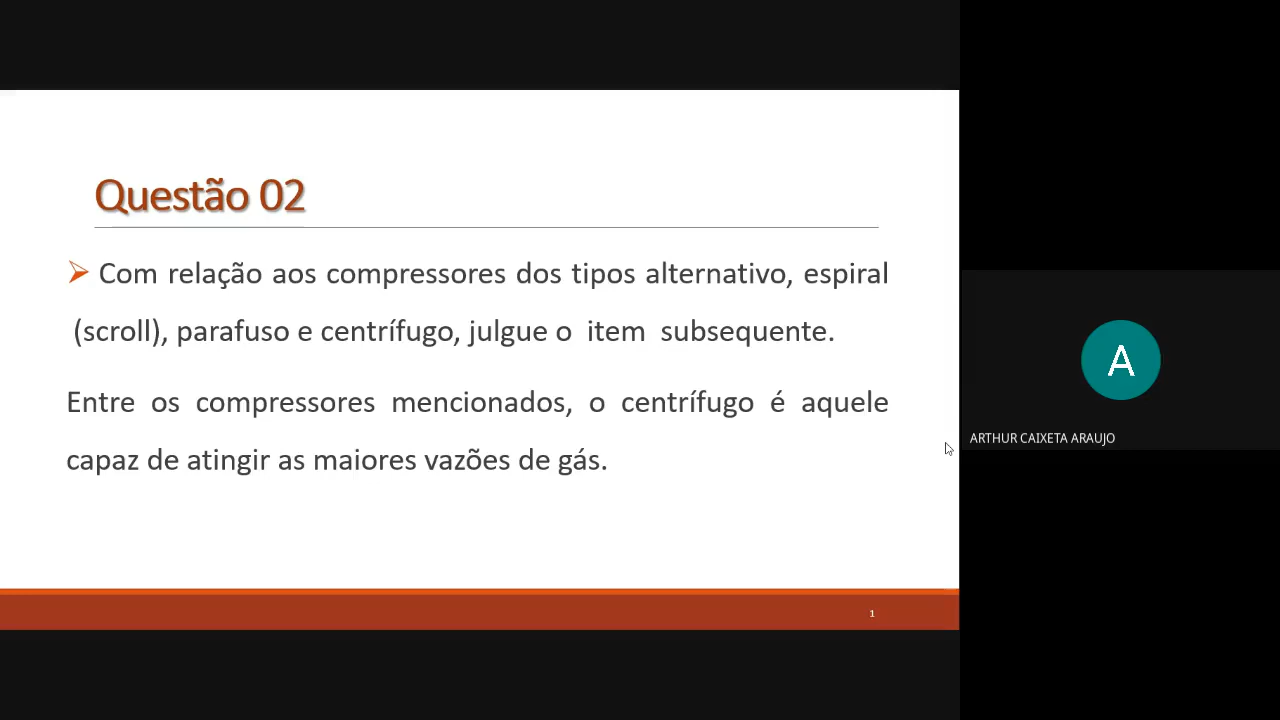 Questão 02
Com relação aos compressores dos tipos alternativo, espiral
(scroll), parafuso e centrífugo, julgue o item subsequente.
Entre os compressores mencionados, o centrífugo é aquele
capaz de atingir as maiores vazões de gás.
1
A
ARTHUR CAIXETA ARAUJO